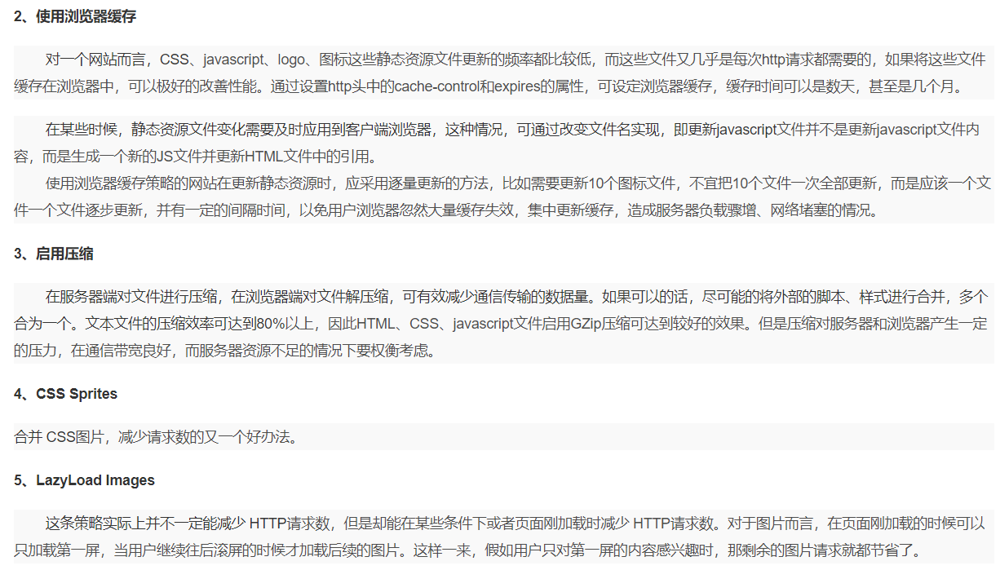 2、使用浏览器缓存
对一个网站而言，CSS、javascript、logo、图标这些静态资源文件更新的频率都比较低，而这些文件又几乎是每次http请求都需要的，如果将这些文件
缓存在浏览器中，可以极好的改善性能。通过设置http头中的cache-control和expires的属性，可设定浏览器缓存，缓存时间可以是数天，甚至是几个月。
在某些时候，静态资源文件变化需要及时应用到客户端浏览器，这种情况，可通过改变文件名实现，即更新javascript文件并不是更新javascript文件内
容，而是生成一个新的JS文件并更新HTML文件中的引用。
使用浏览器缓存策略的网站在更新静态资源时，应采用逐量更新的方法，比如需要更新10个图标文件，不宜把10个文件一次全部更新，而是应该一个文
件一个文件逐步更新，并有一定的间隔时间，以免用户浏览器忽然大量缓存失效，集中更新缓存，造成服务器负载骤增、网络堵塞的情况。
3、启用压缩
在服务器端对文件进行压缩，在浏览器端对文件解压缩，可有效减少通信传输的数据量。如果可以的话，尽可能的将外部的脚本、样式进行合并，多个
合为一个。文本文件的压缩效率可达到80%以上，因此HTML、CSS、javascript文件启用GZip压缩可达到较好的效果。但是压缩对服务器和浏览器产生一定
的压力，在通信带宽良好，而服务器资源不足的情况下要权衡考虑。
4、CSS Sprites
合并 CSS图片，减少请求数的又一个好办法。
5、LazyLoad Images
这条策略实际上并不一定能减少 HTTP请求数，但是却能在某些条件下或者页面刚加载时减少 HTTP请求数。对于图片而言，在页面刚加载的时候可以
只加载第一屏，当用户继续往后滚屏的时候才加载后续的图片。这样一来，假如用户只对第一屏的内容感兴趣时，那剩余的图片请求就都节省了。